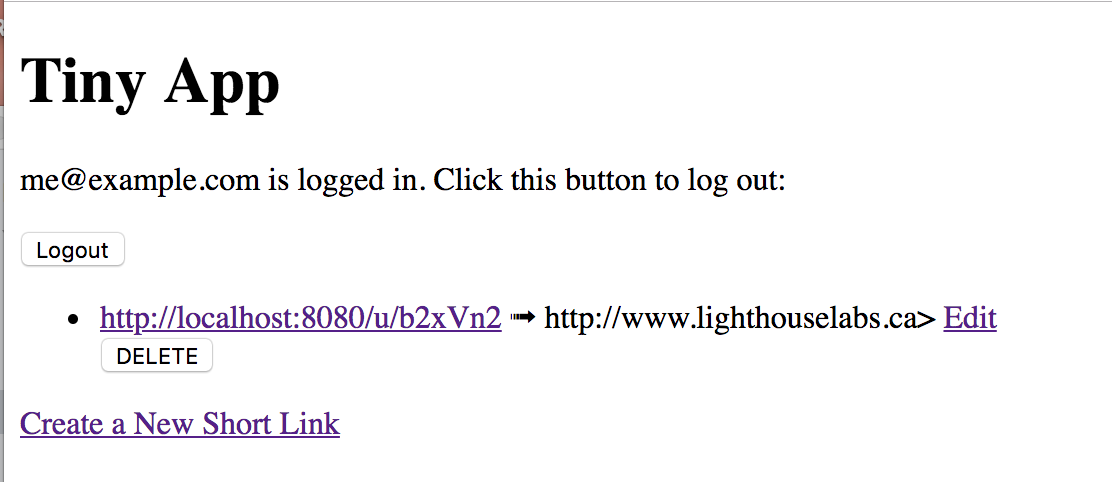 Tiny App
me@example.com is logged in. Click this button to log out:
Logout
• http://localhost:8080/u/b2xVn2 ➟ http://www.lighthouselabs.ca> Edit
DELETE
Create a New Short Link